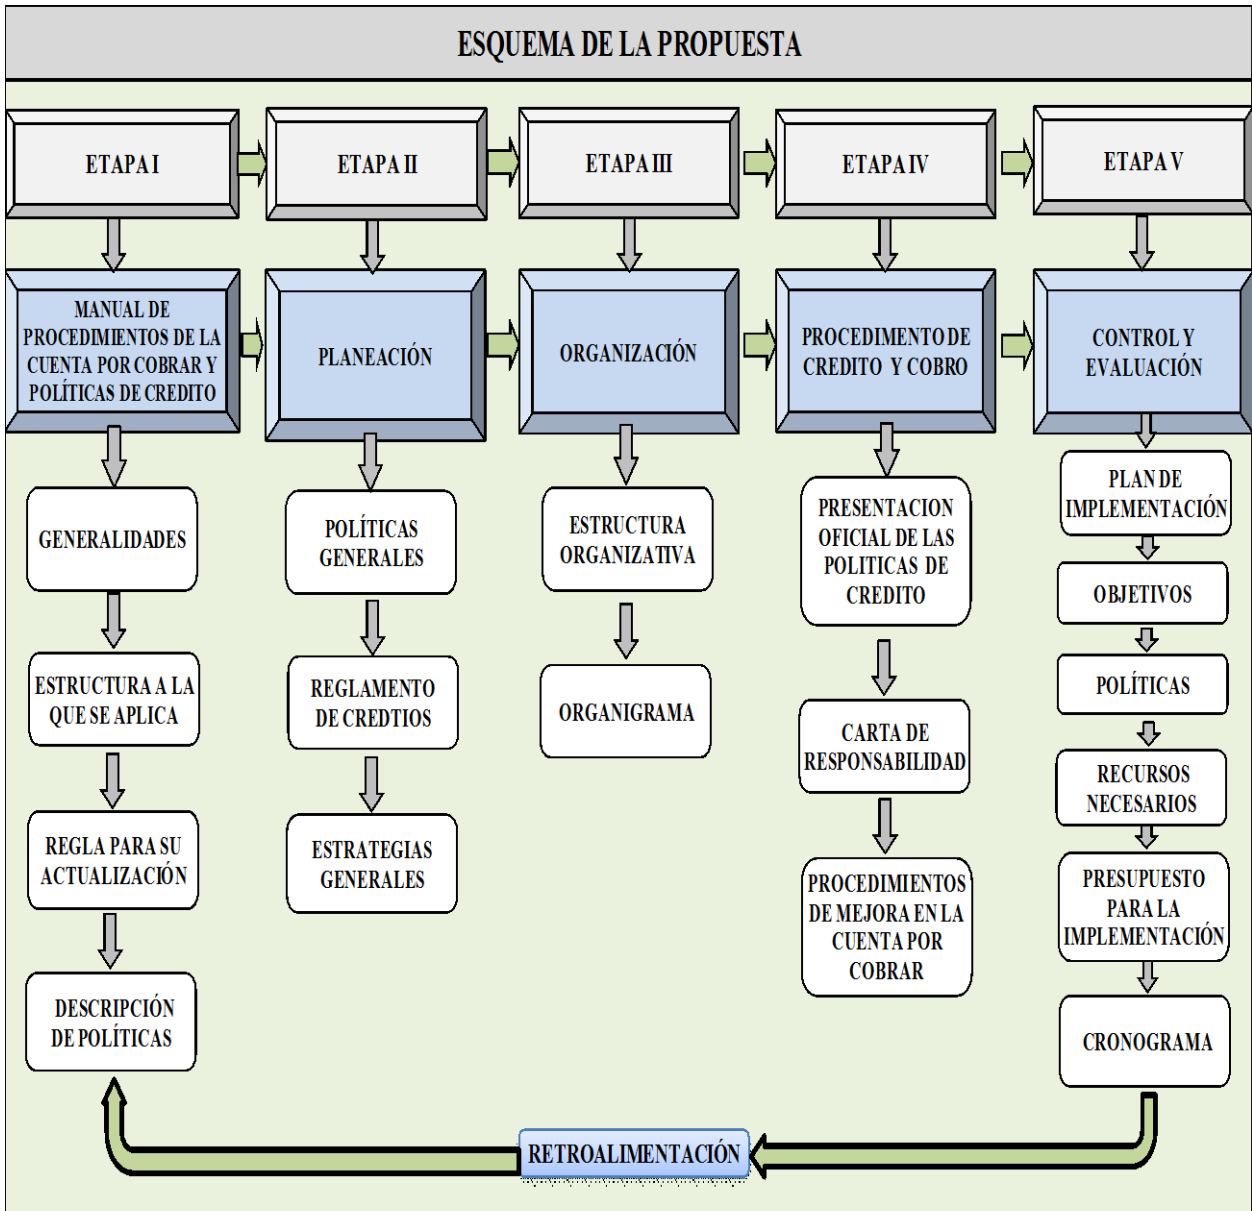 ESQUEMA DE LA PROPUESTA
ETAPA I
ETAPA II
ETAPA III
ETAPA IV
ETAPA V
MANUAL DE
PROCEDIMIENTOS DE LA
CUENTA POR COBRAR Y
POLÍTICAS DE CREDITO
PLANEACIÓN
ORGANIZACIÓN
PROCEDIMENTO DE
CREDITO Y COBRO
CONTROL Y
EVALUACIÓN
GENERALIDADES
ESTRUCTURA A LA
QUE SE APLICA
REGLA PARA SU
ACTUALIZACIÓN
DESCRIPCIÓN
DE POLÍTICAS
POLÍTICAS
GENERALES
REGLAMENTO
DE CREDTIOS
ESTRATEGIAS
GENERALES
ESTRUCTURA
ORGANIZATIVA
ORGANIGRAMA
PRESENTACION
OFICIAL DE LAS
POLITICAS DE
CREDITO
CARTA DE
RESPONSABILIDAD
PROCEDIMIENTOS
DE MEJORA EN LA
CUENTA POR
COBRAR
PLAN DE
IMPLEMENTACIÓN
OBJETIVOS
POLÍTICAS
RECURSOS
NECESARIOS
PRESUPUESTO
PARA LA
IMPLEMENTACIÓN
CRONOGRAMA
RETROALIMENTACIÓN